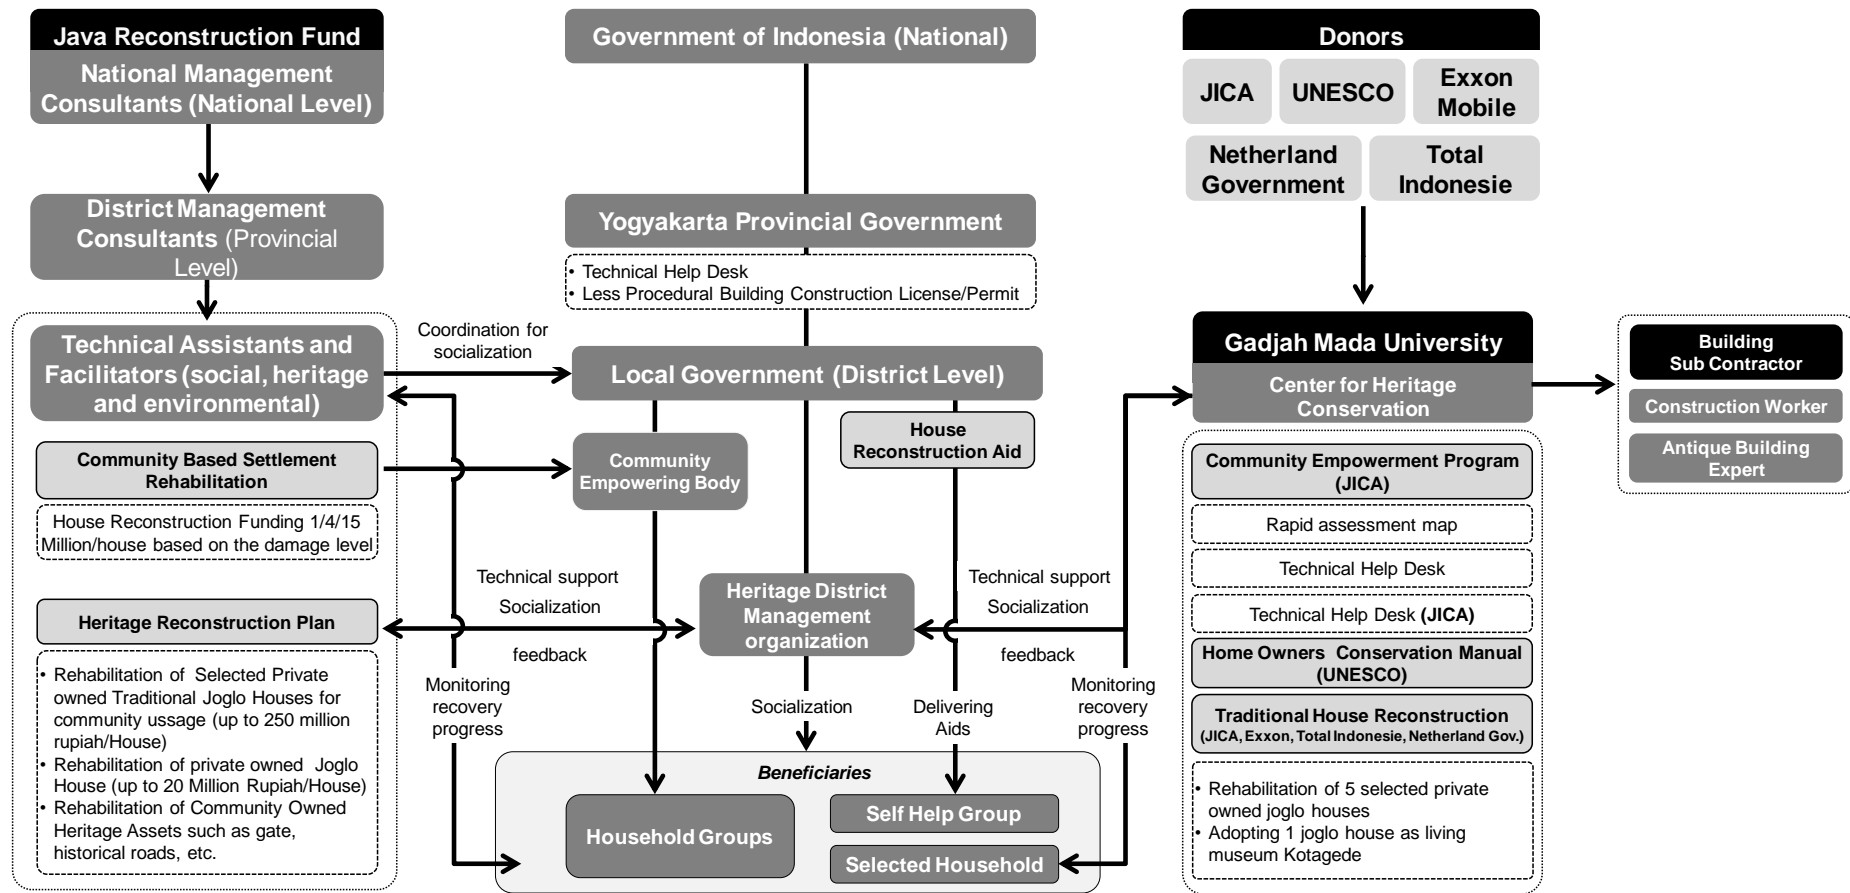 Java Reconstruction Fund
National Management
Consultants (National Level)
District Management
Consultants (Provincial
Level)
Technical Assistants and
Facilitators (social, heritage
and environmental)
Community Based Settlement
Rehabilitation
House Reconstruction Funding 1/4/15
Million/house based on the damage level
Heritage Reconstruction Plan
• Rehabilitation of Selected Private
owned Traditional Joglo Houses for
community ussage (up to 250 million
rupiah/House)
• Rehabilitation of private owned Joglo
House (up to 20 Million Rupiah/House)
• Rehabilitation of Community Owned
Heritage Assets such as gate,
historical roads, etc.
Coordination for
socialization
Technical support
Socialization
feedback
Monitoring
recovery
progress
Government of Indonesia (National)
Yogyakarta Provincial Government
• Technical Help Desk
• Less Procedural Building Construction License/Permit
Local Government (District Level)
Community
Empowering Body
House
Reconstruction Aid
Heritage District
Management
organization
Socialization
Delivering
Aids
Technical support
Socialization
feedback
Monitoring
recovery
progress
Beneficiaries
Household Groups
Self Help Group
Selected Household
Donors
JICA
UNESCO
Exxon
Mobile
Netherland
Government
Total
Indonesie
Gadjah Mada University
Center for Heritage
Conservation
Community Empowerment Program
(JICA)
Rapid assessment map
Technical Help Desk
Technical Help Desk (JICA)
Home Owners Conservation Manual
(UNESCO)
Traditional House Reconstruction
(JICA, Exxon, Total Indonesie, Netherland Gov.)
• Rehabilitation of 5 selected private
owned joglo houses
• Adopting 1 joglo house as living
museum Kotagede
Building
Sub Contractor
Construction Worker
Antique Building
Expert